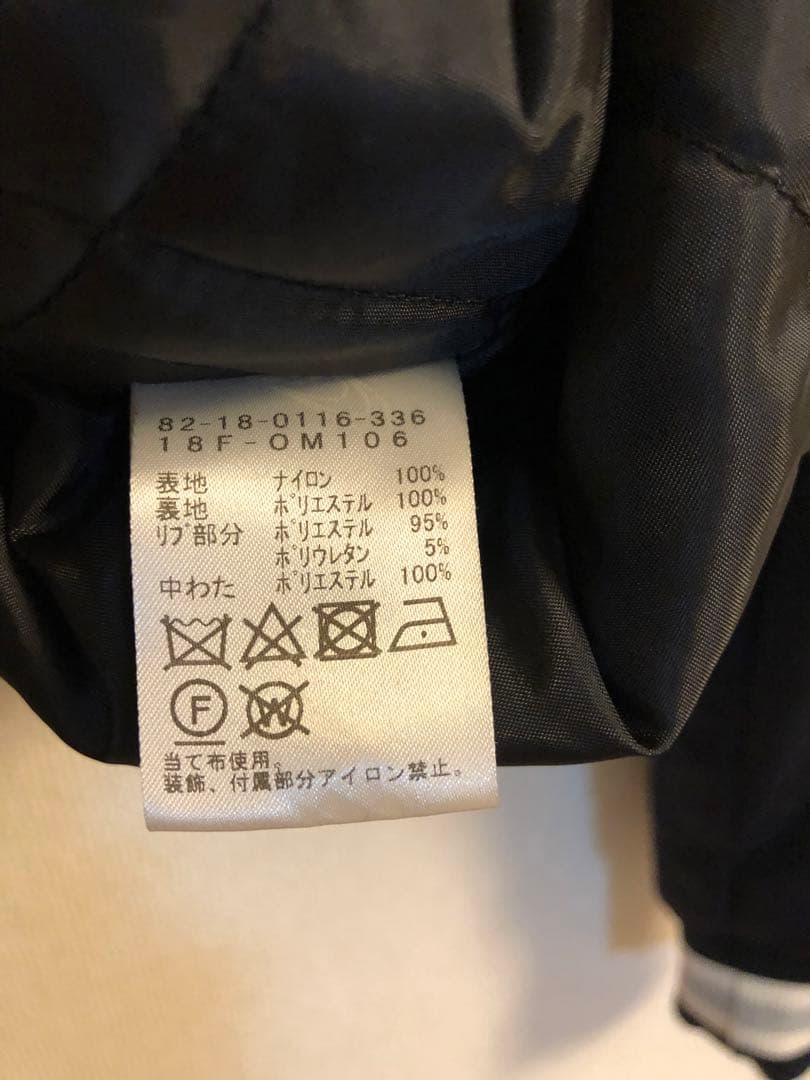 82-18-0116-336
18F-OM106
表地 ナイロン 100%
裏地 ポリエステル 100%
リブ部分 ポリエステル 95%
ポリウレタン 5%
中わた ポリエステル 100%
F W
当て布使用。
装飾、付属部分アイロン禁止。